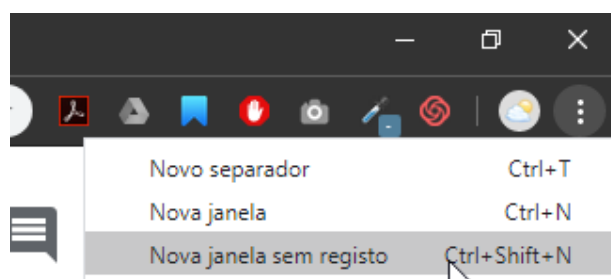 Novo separador Ctrl+T
Nova janela Ctrl+N
Nova janela sem registo Ctrl+Shift+N